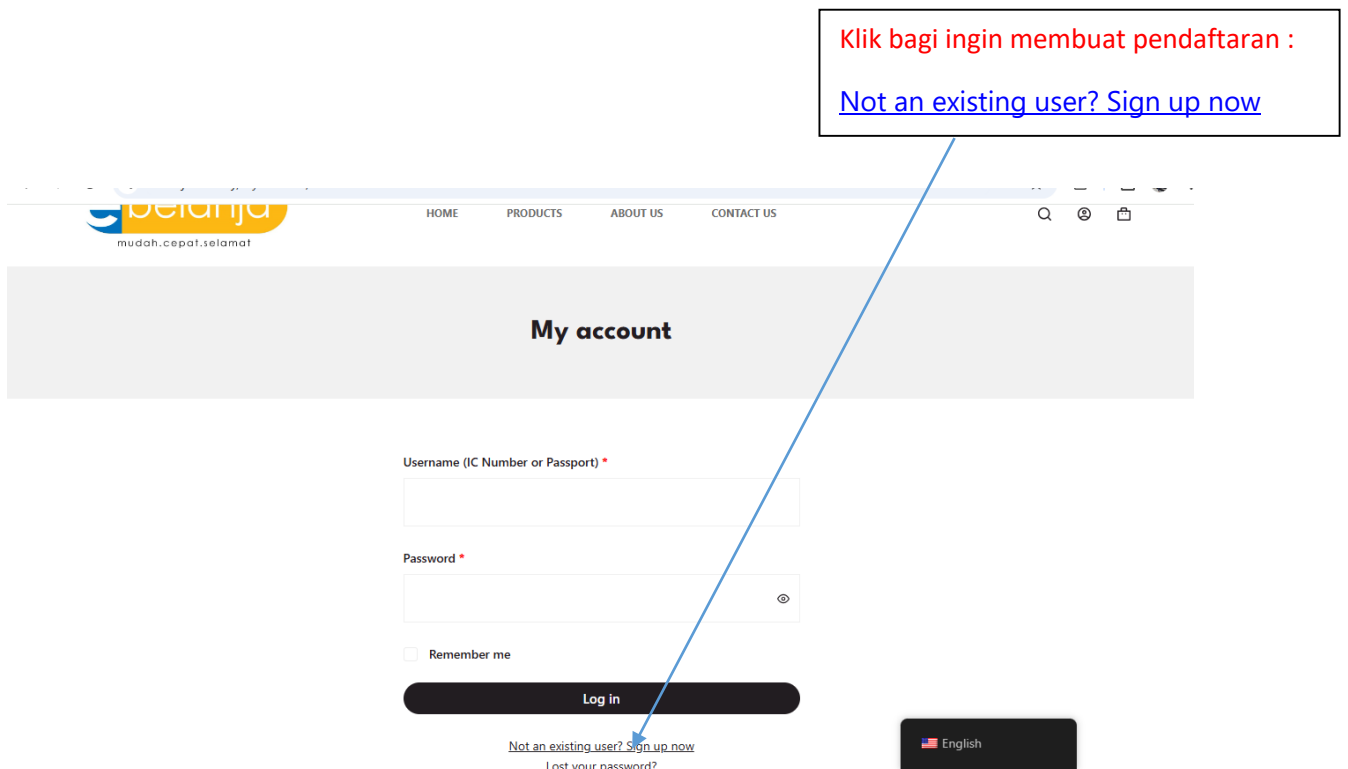 Klik bagi ingin membuat pendaftaran :
Not an existing user? Sign up now
belanja
mudah.cepat.selamat
HOME PRODUCTS ABOUT US CONTACT US
My account
Username (IC Number or Passport) *
Password *
Remember me
Log in
Not an existing user? Sign up now
Lost your password?
English